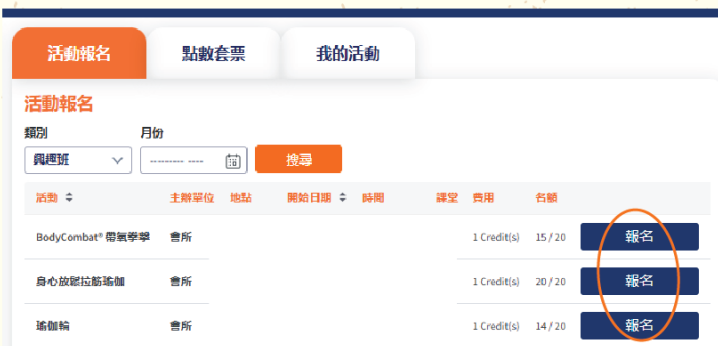 活動報名 點數套票 我的活動
活動報名
類別 月份
興趣班 ---------- ----
搜尋
活動 主辦單位 地點 開始日期 時間 課堂 費用 名額
BodyCombat® 帶氧拳擊 會所 1 Credit(s) 15 / 20 報名
身心放鬆拉筋瑜伽 會所 1 Credit(s) 20 / 20 報名
瑜伽輪 會所 1 Credit(s) 14 / 20 報名